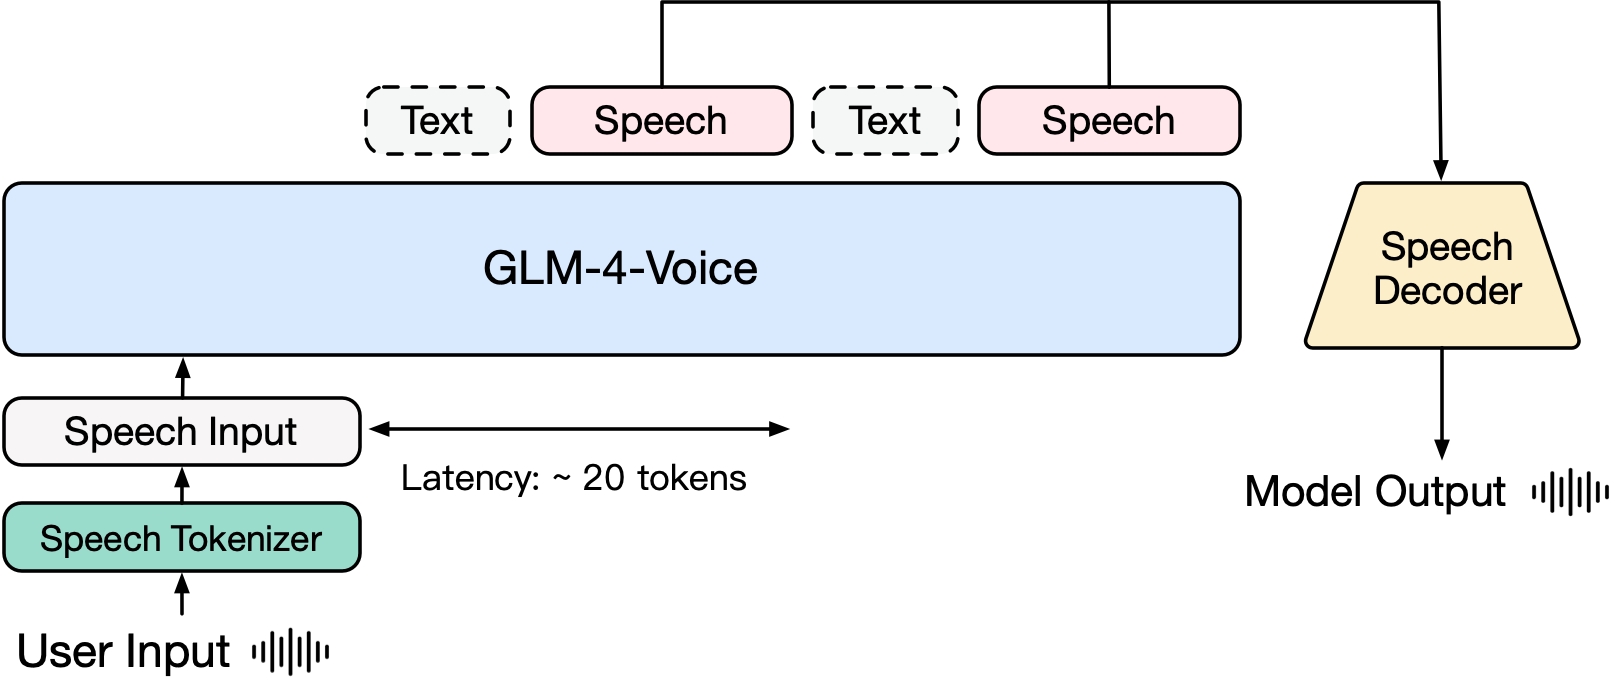 Text
Speech
Text
Speech
GLM-4-Voice
Speech
Decoder
Speech Input
Latency: ~ 20 tokens
Speech Tokenizer
Model Output
User Input